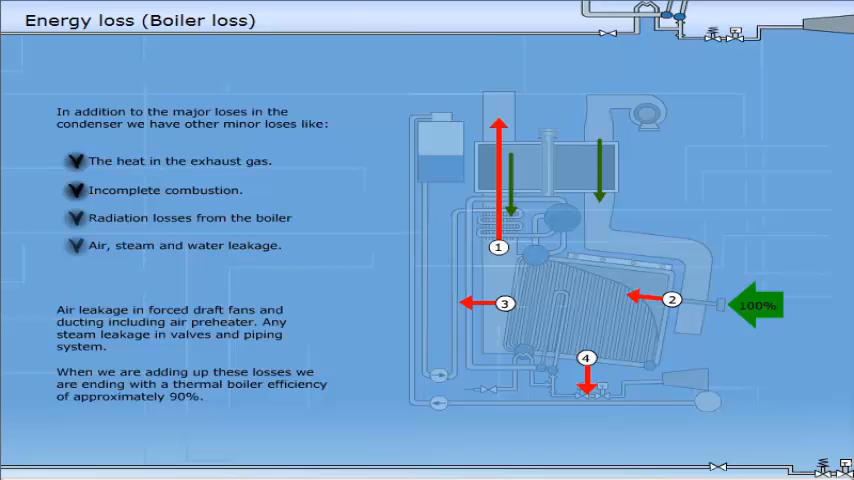 Energy loss (Boiler loss)
In addition to the major loses in the
condenser we have other minor loses like:
The heat in the exhaust gas.
Incomplete combustion.
Radiation losses from the boiler
Air, steam and water leakage.
Air leakage in forced draft fans and
ducting including air preheater. Any
steam leakage in valves and piping
system.
When we are adding up these losses we
are ending with a thermal boiler efficiency
of approximately 90%.
1
2
3
4
100%